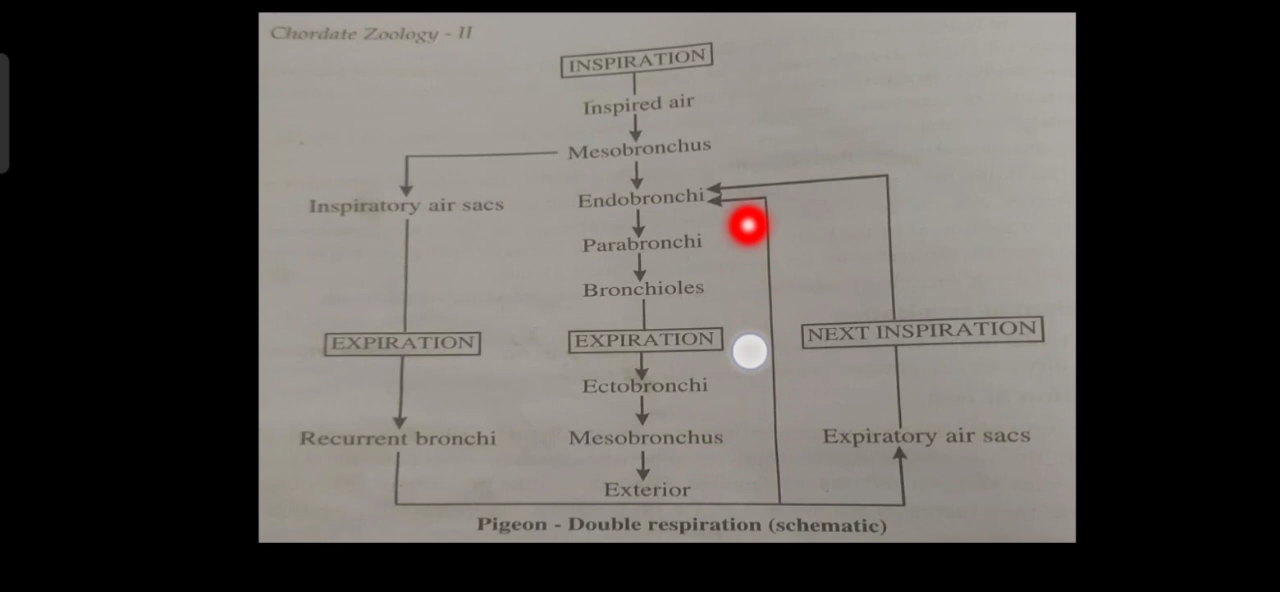 Chordate Zoology - II
INSPIRATION
Inspired air
Mesobronchus
Inspiratory air sacs
Endobronchi
Parabronchi
Bronchioles
EXPIRATION
EXPIRATION
NEXT INSPIRATION
Ectobronchi
Recurrent bronchi
Mesobronchus
Expiratory air sacs
Exterior
Pigeon - Double respiration (schematic)